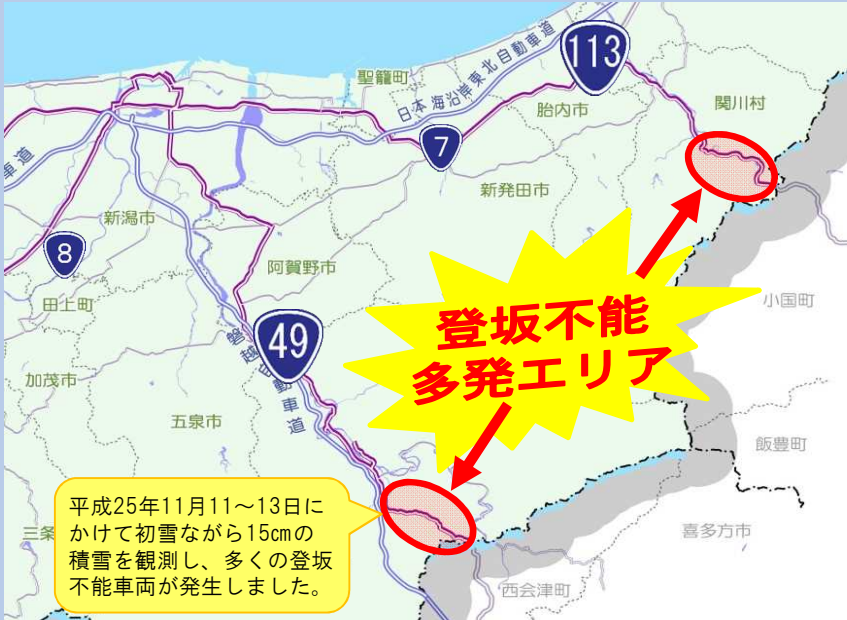 113
聖籠町
日本海沿岸東北自動車道
胎内市
関川村
7
新発田市
車道
新潟市
8
阿賀野市
田上町
小国町
登坂不能
多発エリア
49
磐越自動車道
加茂市
五泉市
飯豊町
平成25年11月11～13日に
かけて初雪ながら15㎝の
積雪を観測し、多くの登坂
不能車両が発生しました。
三条
喜多方市
西会津町